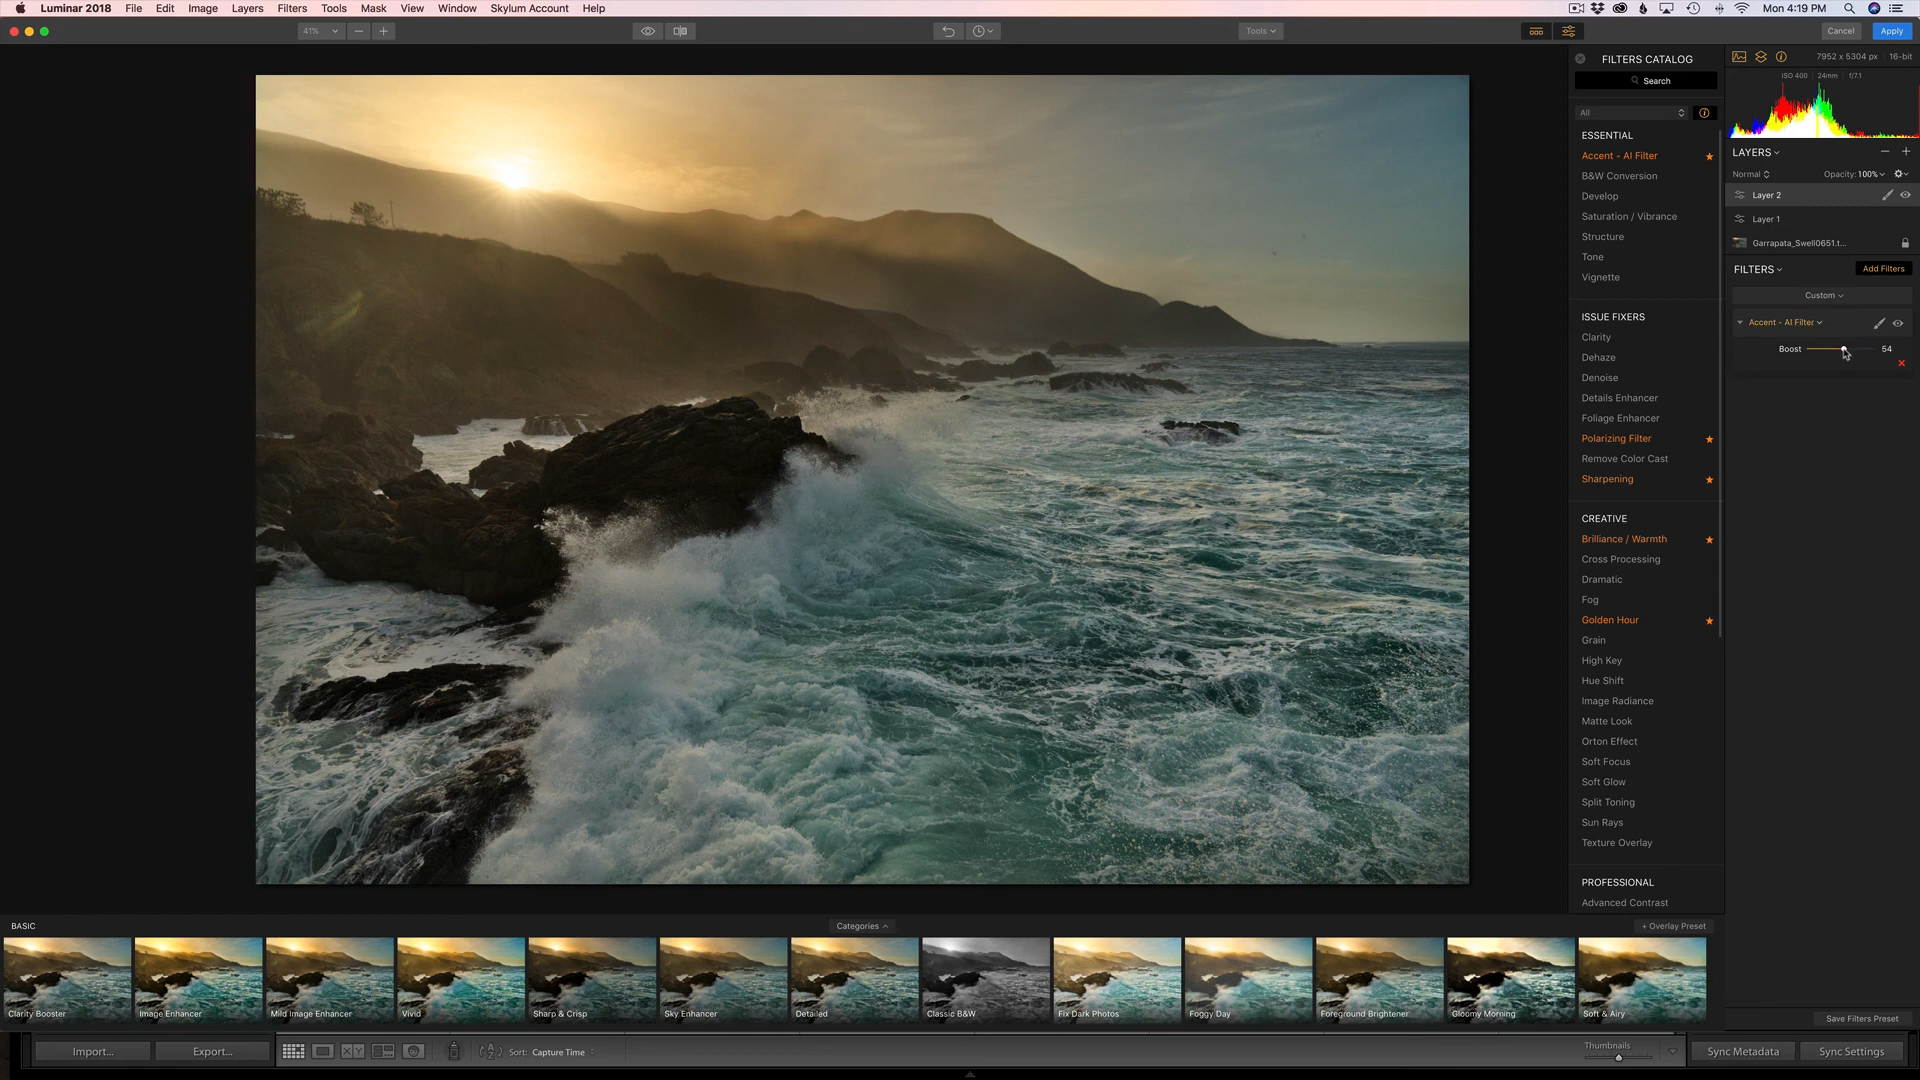 Luminar 2018 File Edit Image Layers Filters Tools Mask View Window Skylum Account Help Mon 4:19 PM
41% Tools Cancel Apply
FILTERS CATALOG
Search
All
ESSENTIAL
Accent - AI Filter
B&W Conversion
Develop
Saturation / Vibrance
Structure
Tone
Vignette
ISSUE FIXERS
Clarity
Dehaze
Denoise
Details Enhancer
Foliage Enhancer
Polarizing Filter
Remove Color Cast
Sharpening
CREATIVE
Brilliance / Warmth
Cross Processing
Dramatic
Fog
Golden Hour
Grain
High Key
Hue Shift
Image Radiance
Matte Look
Orton Effect
Soft Focus
Soft Glow
Split Toning
Sun Rays
Texture Overlay
PROFESSIONAL
Advanced Contrast
7952 x 5304 px 16-bit
ISO 400 24mm f/7.1
LAYERS
Normal Opacity: 100%
Layer 2
Layer 1
Garrapata_Swell0651.t...
FILTERS Add Filters
Custom
Accent - AI Filter
Boost 54
BASIC Categories + Overlay Preset
Clarity Booster Image Enhancer Mild Image Enhancer Vivid Sharp & Crisp Sky Enhancer Detailed Classic B&W Fix Dark Photos Foggy Day Foreground Brightener Gloomy Morning Soft & Airy
Save Filters Preset
Import... Export... XY Sort: Capture Time Thumbnails Sync Metadata Sync Settings